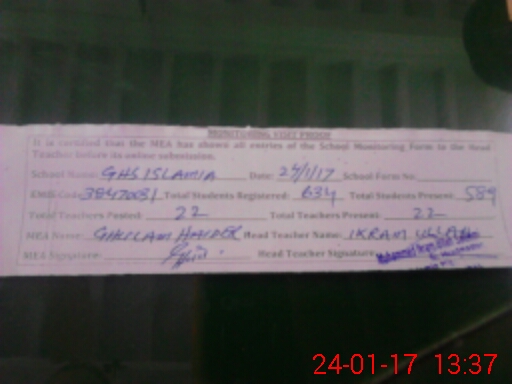 MONITORING VISIT PROOF
It is certified that the MEA has shown all entries of the School Monitoring Form to the Head
Teacher before its online submission.
School Name: GHS ISLAMIA Date: 24/1/17 School Form No.
EMIS Code: 38470081 Total Students Registered: 634 Total Students Present: 589
Total Teachers Posted: 22 Total Teachers Present: 22
MEA Name: GHULAM HAIDER Head Teacher Name: IKRAM ULLAH
MEA Signature: Head Teacher Signature:
24-01-17 13:37